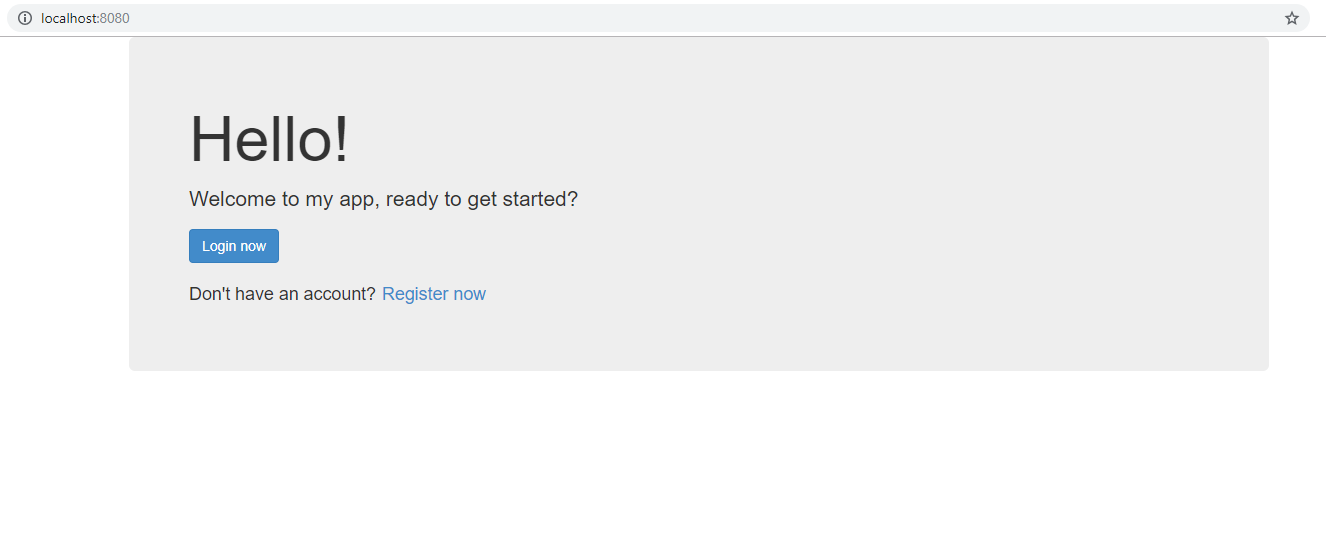 localhost:8080
Hello!
Welcome to my app, ready to get started?
Login now
Don't have an account? Register now